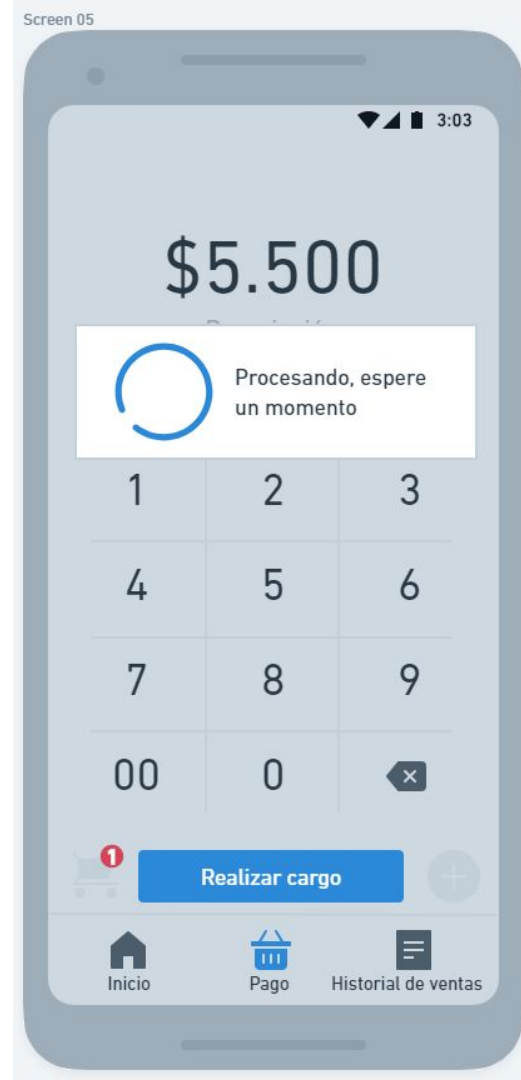 Screen 05
3:03
$5.500
Procesando, espere
un momento
1 2 3
4 5 6
7 8 9
00 0
1
Realizar cargo
Inicio Pago Historial de ventas